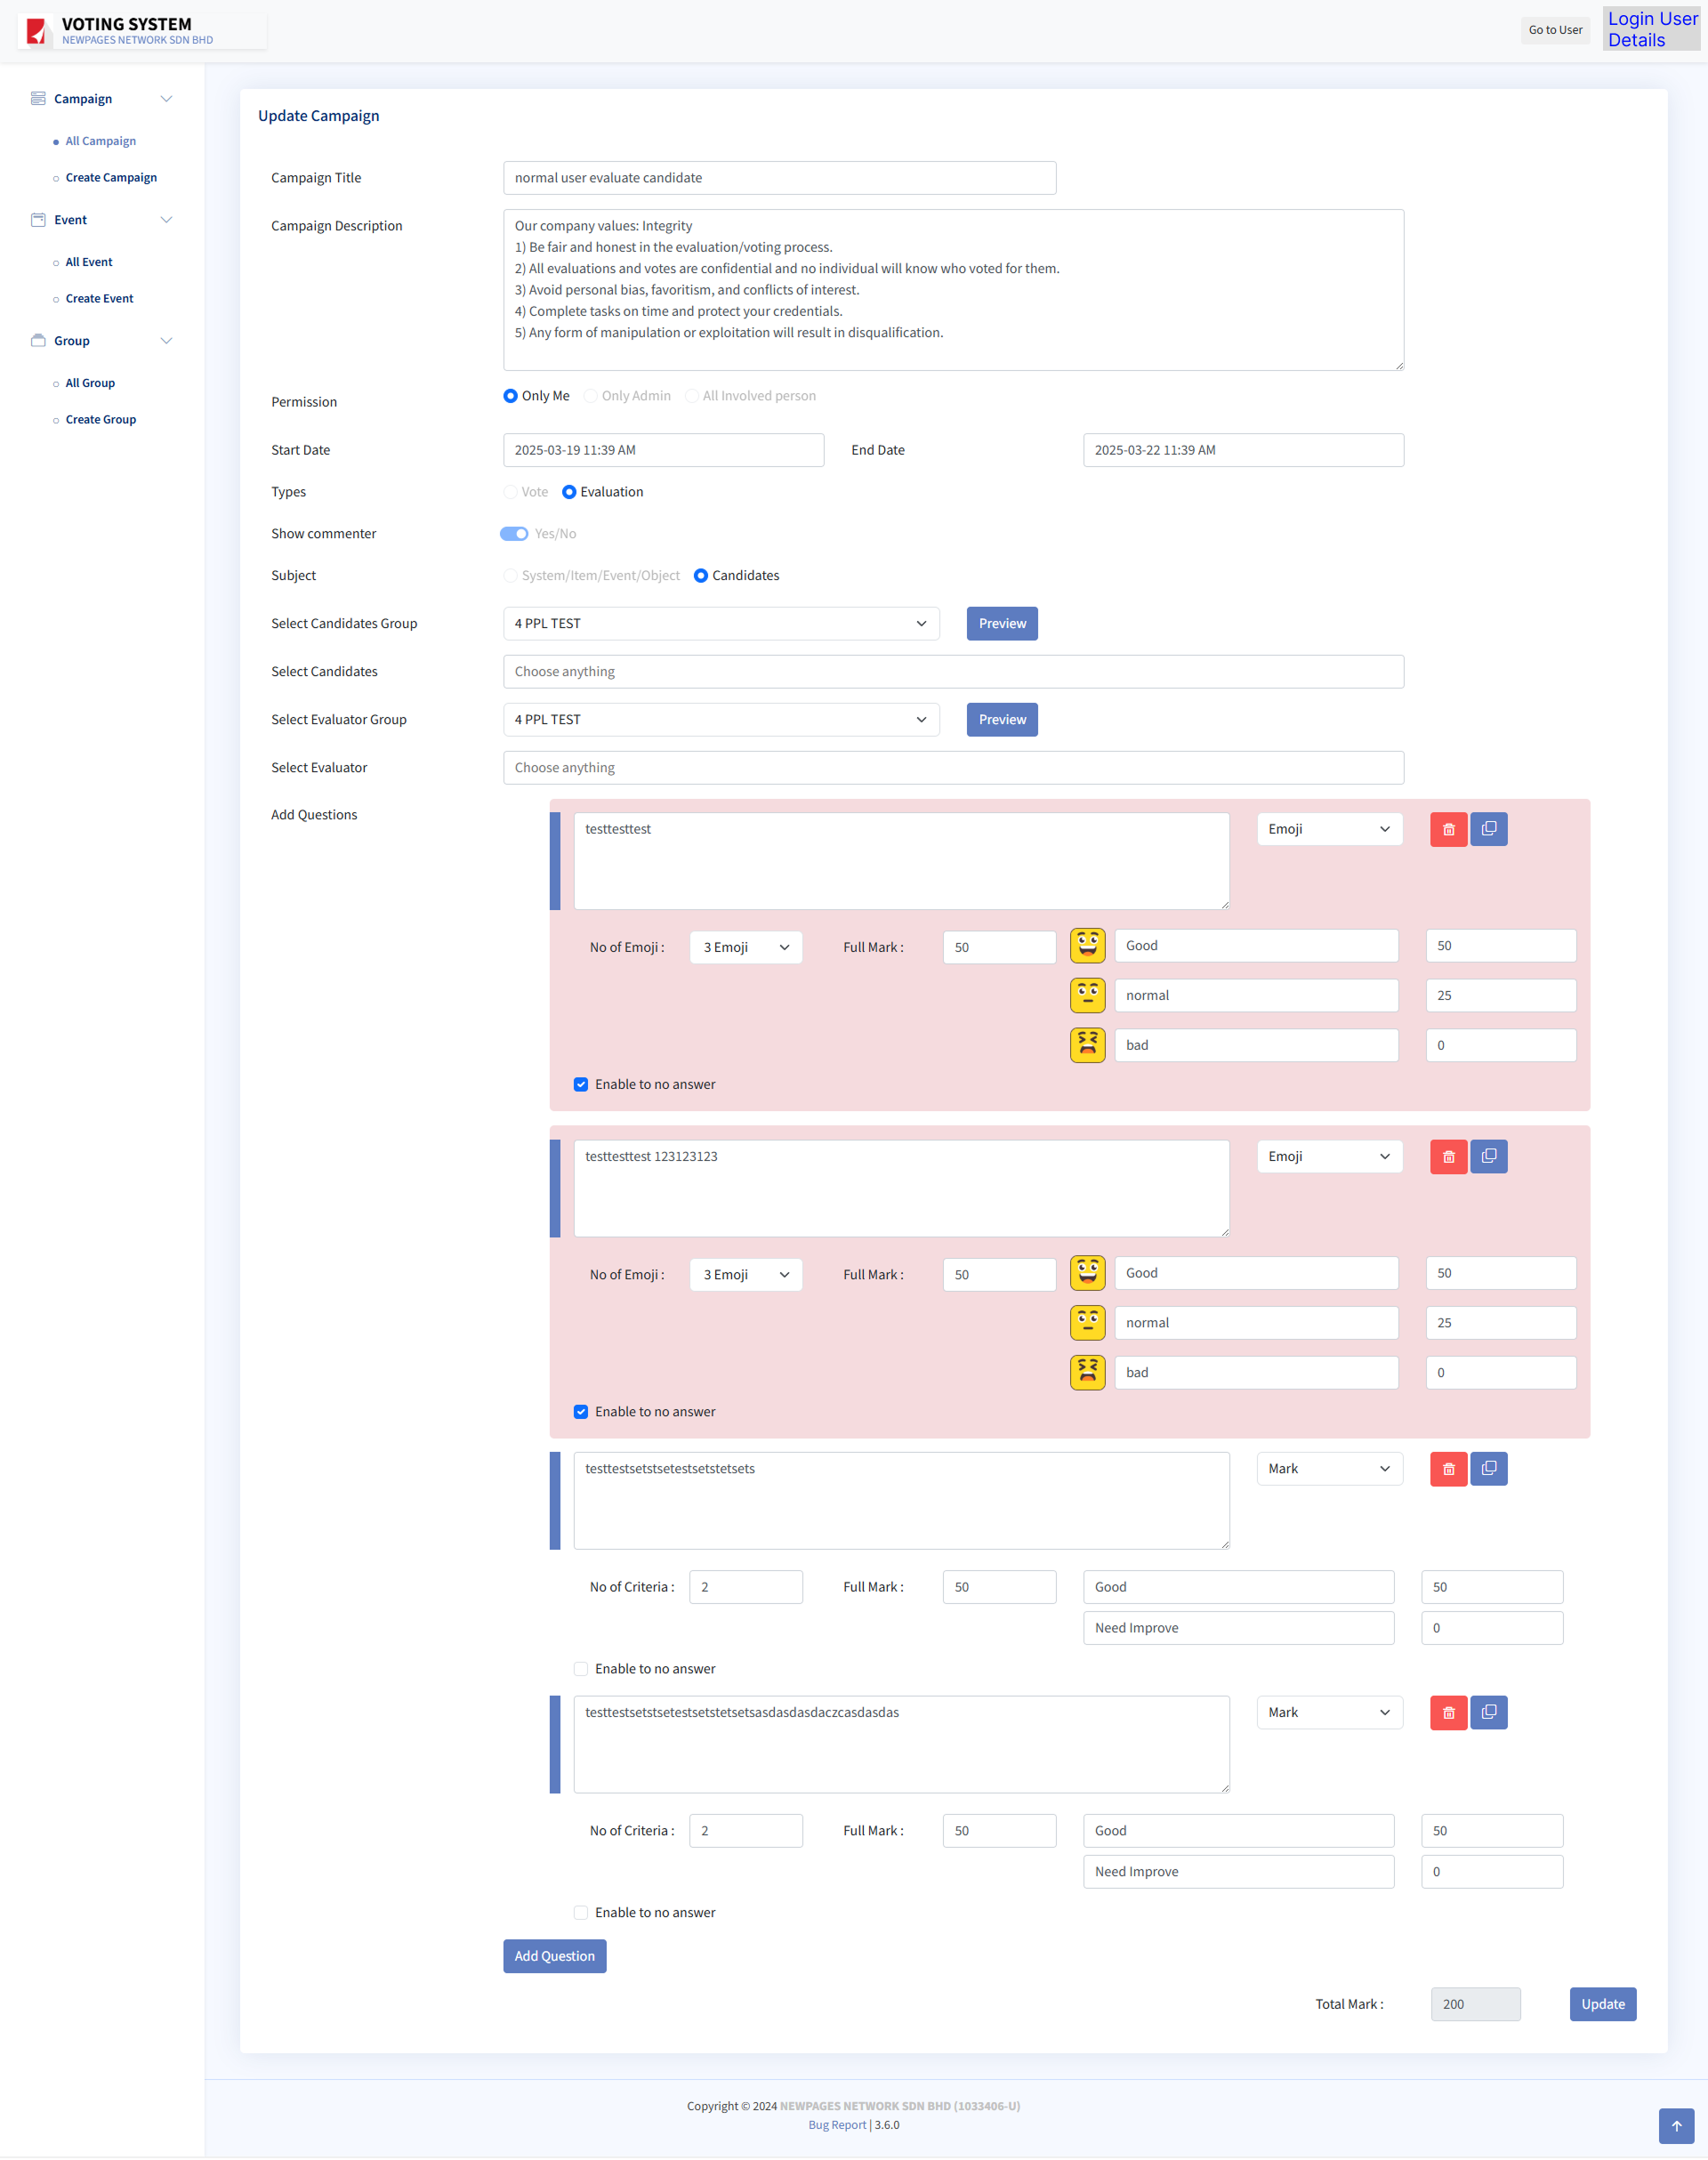 VOTING SYSTEM
NEWPAGES NETWORK SDN BHD
Go to User
Login User
Details
Campaign
All Campaign
Create Campaign
Event
All Event
Create Event
Group
All Group
Create Group
Update Campaign
Campaign Title
normal user evaluate candidate
Campaign Description
Our company values: Integrity
1) Be fair and honest in the evaluation/voting process.
2) All evaluations and votes are confidential and no individual will know who voted for them.
3) Avoid personal bias, favoritism, and conflicts of interest.
4) Complete tasks on time and protect your credentials.
5) Any form of manipulation or exploitation will result in disqualification.
Permission
Only Me Only Admin All Involved person
Start Date 2025-03-19 11:39 AM End Date 2025-03-22 11:39 AM
Types Vote Evaluation
Show commenter Yes/No
Subject System/Item/Event/Object Candidates
Select Candidates Group 4 PPL TEST Preview
Select Candidates Choose anything
Select Evaluator Group 4 PPL TEST Preview
Select Evaluator Choose anything
Add Questions
testtesttest Emoji
No of Emoji : 3 Emoji Full Mark : 50 Good 50
normal 25
bad 0
Enable to no answer
testtesttest 123123123 Emoji
No of Emoji : 3 Emoji Full Mark : 50 Good 50
normal 25
bad 0
Enable to no answer
testtestsetstsetestsetstetsets Mark
No of Criteria : 2 Full Mark : 50 Good 50
Need Improve 0
Enable to no answer
testtestsetstsetestsetstetsetsasdasdasdaczcasdasdas Mark
No of Criteria : 2 Full Mark : 50 Good 50
Need Improve 0
Enable to no answer
Add Question
Total Mark : 200 Update
Copyright © 2024 NEWPAGES NETWORK SDN BHD (1033406-U)
Bug Report | 3.6.0